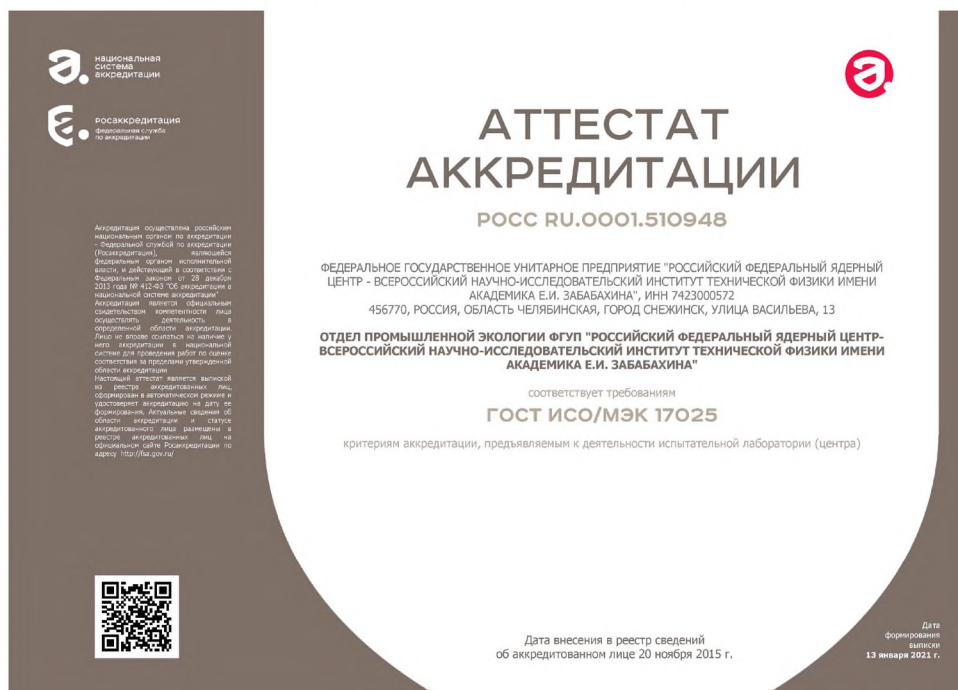 национальная
система
аккредитации
росаккредитация
федеральная служба
по аккредитации
АТТЕСТАТ
АККРЕДИТАЦИИ
РОСС RU.0001.510948
ФЕДЕРАЛЬНОЕ ГОСУДАРСТВЕННОЕ УНИТАРНОЕ ПРЕДПРИЯТИЕ "РОССИЙСКИЙ ФЕДЕРАЛЬНЫЙ ЯДЕРНЫЙ
ЦЕНТР - ВСЕРОССИЙСКИЙ НАУЧНО-ИССЛЕДОВАТЕЛЬСКИЙ ИНСТИТУТ ТЕХНИЧЕСКОЙ ФИЗИКИ ИМЕНИ
АКАДЕМИКА Е.И. ЗАБАБАХИНА", ИНН 7423000572
456770, РОССИЯ, ОБЛАСТЬ ЧЕЛЯБИНСКАЯ, ГОРОД СНЕЖИНСК, УЛИЦА ВАСИЛЬЕВА, 13
ОТДЕЛ ПРОМЫШЛЕННОЙ ЭКОЛОГИИ ФГУП "РОССИЙСКИЙ ФЕДЕРАЛЬНЫЙ ЯДЕРНЫЙ ЦЕНТР-
ВСЕРОССИЙСКИЙ НАУЧНО-ИССЛЕДОВАТЕЛЬСКИЙ ИНСТИТУТ ТЕХНИЧЕСКОЙ ФИЗИКИ ИМЕНИ
АКАДЕМИКА Е.И. ЗАБАБАХИНА"
соответствует требованиям
ГОСТ ИСО/МЭК 17025
критериям аккредитации, предъявляемым к деятельности испытательной лаборатории (центра)
Аккредитация осуществлена российским
национальным органом по аккредитации
- Федеральной службой по аккредитации
(Росаккредитация), являющейся
федеральным органом исполнительной
власти, и действующей в соответствии с
Федеральным законом от 28 декабря
2013 года № 412-ФЗ "Об аккредитации в
национальной системе аккредитации"
Аккредитация является официальным
свидетельством компетентности лица
осуществлять деятельность в
определенной области аккредитации.
Лицо не вправе ссылаться на наличие у
него аккредитации в национальной
системе для проведения работ по оценке
соответствия за пределами утвержденной
области аккредитации
Настоящий аттестат является выпиской
из реестра аккредитованных лиц,
сформирован в автоматическом режиме и
удостоверяет аккредитацию на дату ее
формирования. Актуальные сведения об
области аккредитации и статусе
аккредитованного лица размещены в
реестре аккредитованных лиц на
официальном сайте Росаккредитации по
адресу http://fsa.gov.ru/
Дата внесения в реестр сведений
об аккредитованном лице 20 ноября 2015 г.
Дата
формирования
выписки
13 января 2021 г.